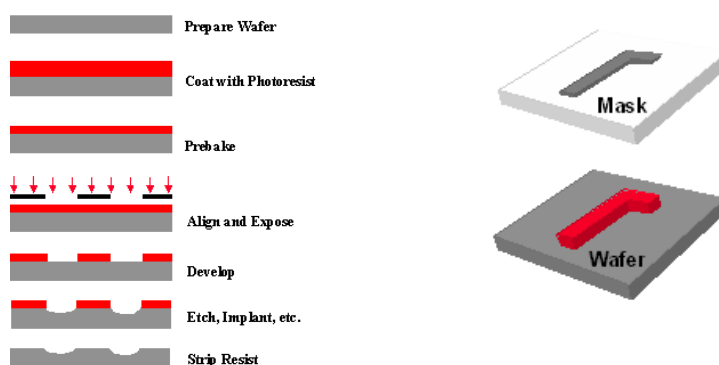 Prepare Wafer
Coat with Photoresist
Prebake
Align and Expose
Develop
Etch, Implant, etc.
Strip Resist
Mask
Wafer